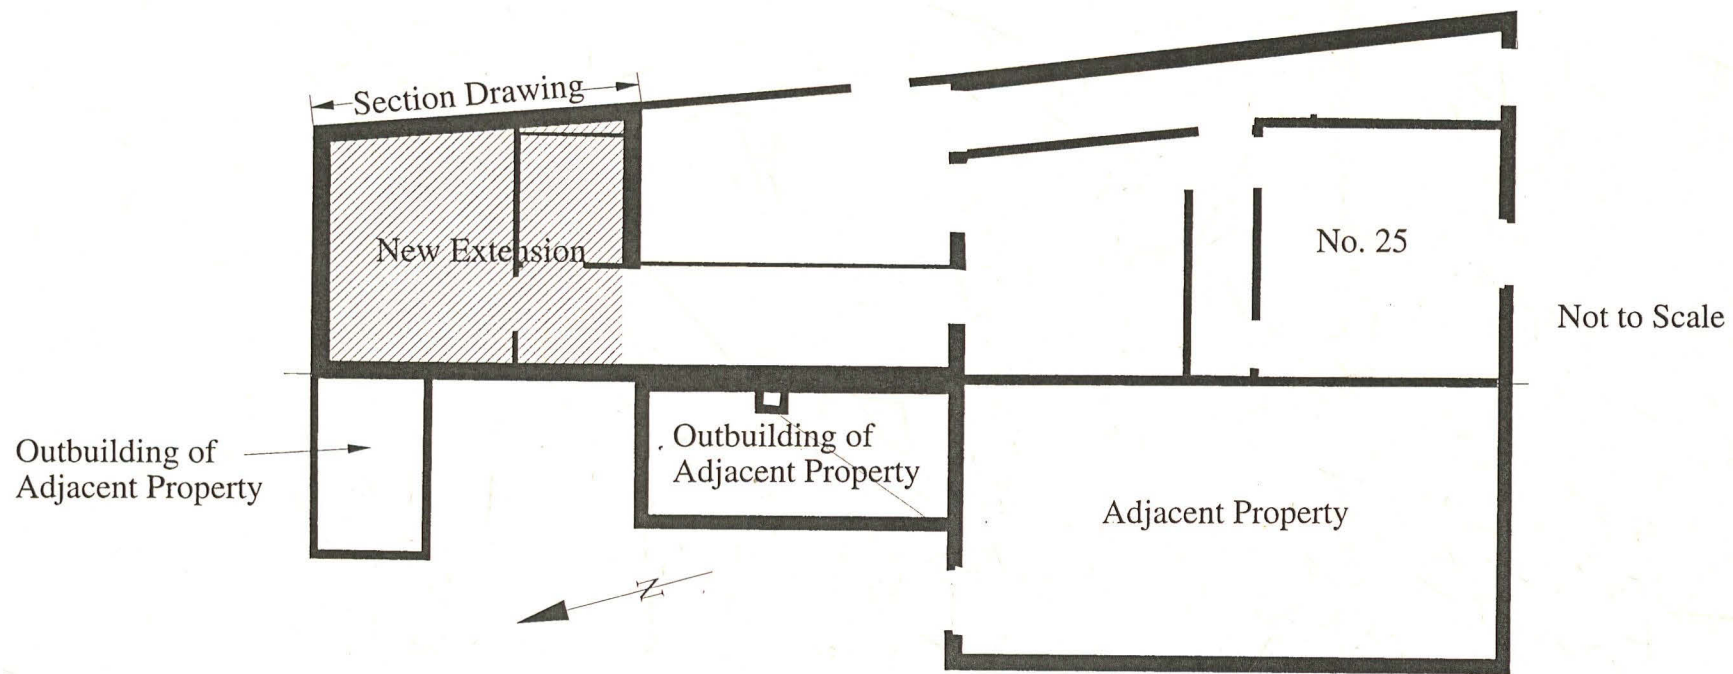 Section Drawing
New Extension
No. 25
Not to Scale
Outbuilding of
Adjacent Property
Outbuilding of
Adjacent Property
Adjacent Property
N